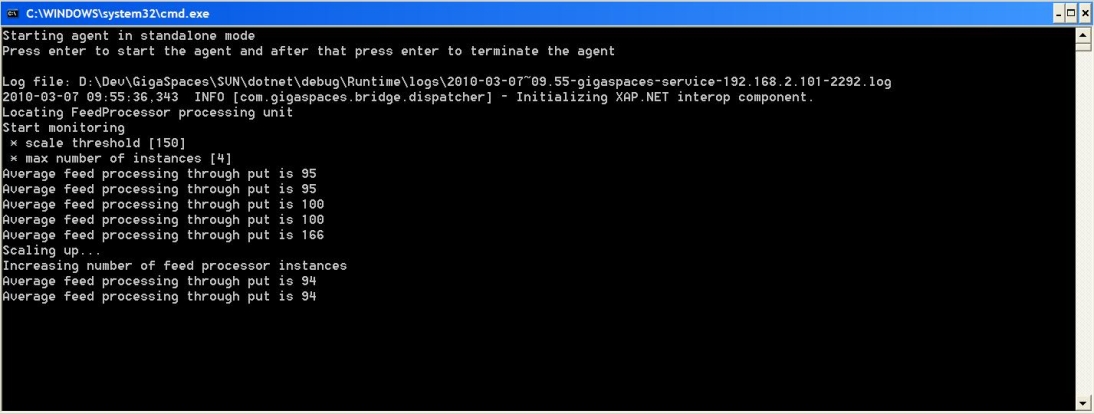 C:\WINDOWS\system32\cmd.exe
Starting agent in standalone mode
Press enter to start the agent and after that press enter to terminate the agent
Log file: D:\Dev\GigaSpaces\SVN\dotnet\debug\Runtime\logs\2010-03-07~09.55-gigaspaces-service-192.168.2.101-2292.log
2010-03-07 09:55:36,343  INFO [com.gigaspaces.bridge.dispatcher] - Initializing XAP.NET interop component.
Locating FeedProcessor processing unit
Start monitoring
 * scale threshold [150]
 * max number of instances [4]
Average feed processing through put is 95
Average feed processing through put is 95
Average feed processing through put is 100
Average feed processing through put is 100
Average feed processing through put is 166
Scaling up...
Increasing number of feed processor instances
Average feed processing through put is 94
Average feed processing through put is 94